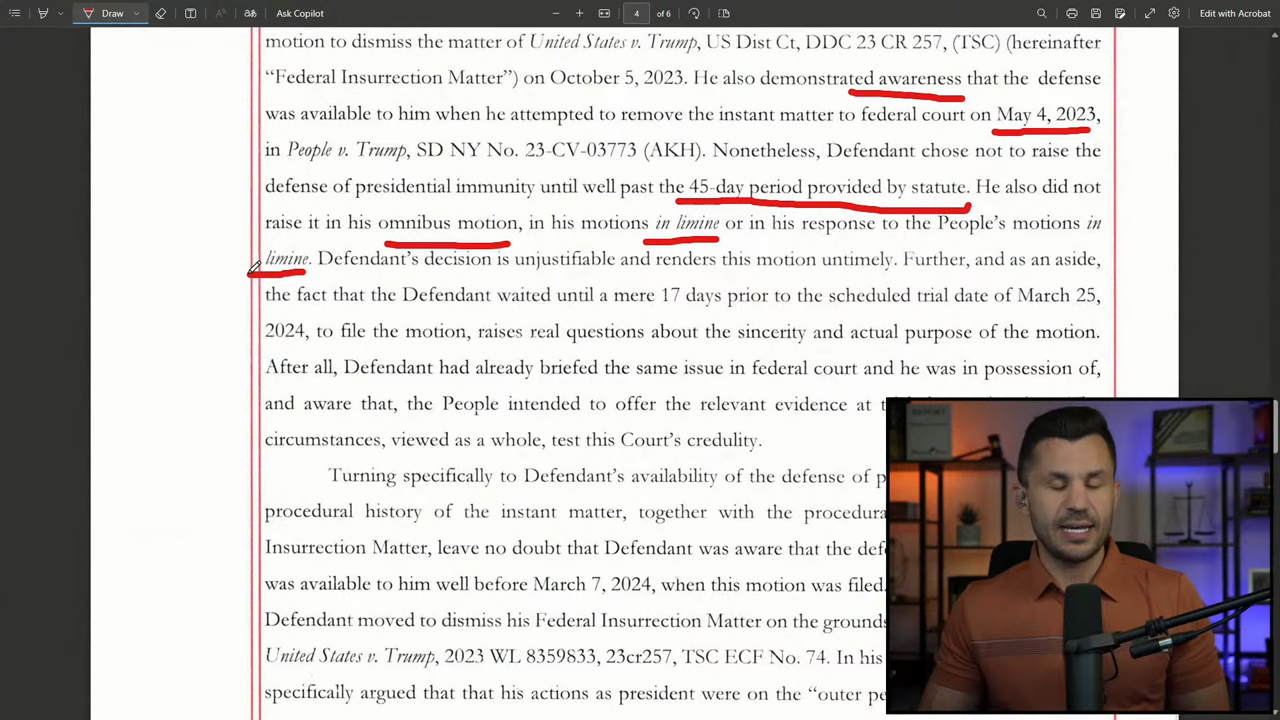 Draw
Ask Copilot
4 of 6
Edit with Acrobat
motion to dismiss the matter of United States v. Trump, US Dist Ct, DDC 23 CR 257, (TSC) (hereinafter
“Federal Insurrection Matter”) on October 5, 2023. He also demonstrated awareness that the defense
was available to him when he attempted to remove the instant matter to federal court on May 4, 2023,
in People v. Trump, SD NY No. 23-CV-03773 (AKH). Nonetheless, Defendant chose not to raise the
defense of presidential immunity until well past the 45-day period provided by statute. He also did not
raise it in his omnibus motion, in his motions in limine or in his response to the People’s motions in
limine. Defendant’s decision is unjustifiable and renders this motion untimely. Further, and as an aside,
the fact that the Defendant waited until a mere 17 days prior to the scheduled trial date of March 25,
2024, to file the motion, raises real questions about the sincerity and actual purpose of the motion.
After all, Defendant had already briefed the same issue in federal court and he was in possession of,
and aware that, the People intended to offer the relevant evidence at
circumstances, viewed as a whole, test this Court’s credulity.
Turning specifically to Defendant’s availability of the defense of p
procedural history of the instant matter, together with the procedura
Insurrection Matter, leave no doubt that Defendant was aware that the def
was available to him well before March 7, 2024, when this motion was filed.
Defendant moved to dismiss his Federal Insurrection Matter on the grounds
United States v. Trump, 2023 WL 8359833, 23cr257, TSC ECF No. 74. In his
specifically argued that that his actions as president were on the “outer pe